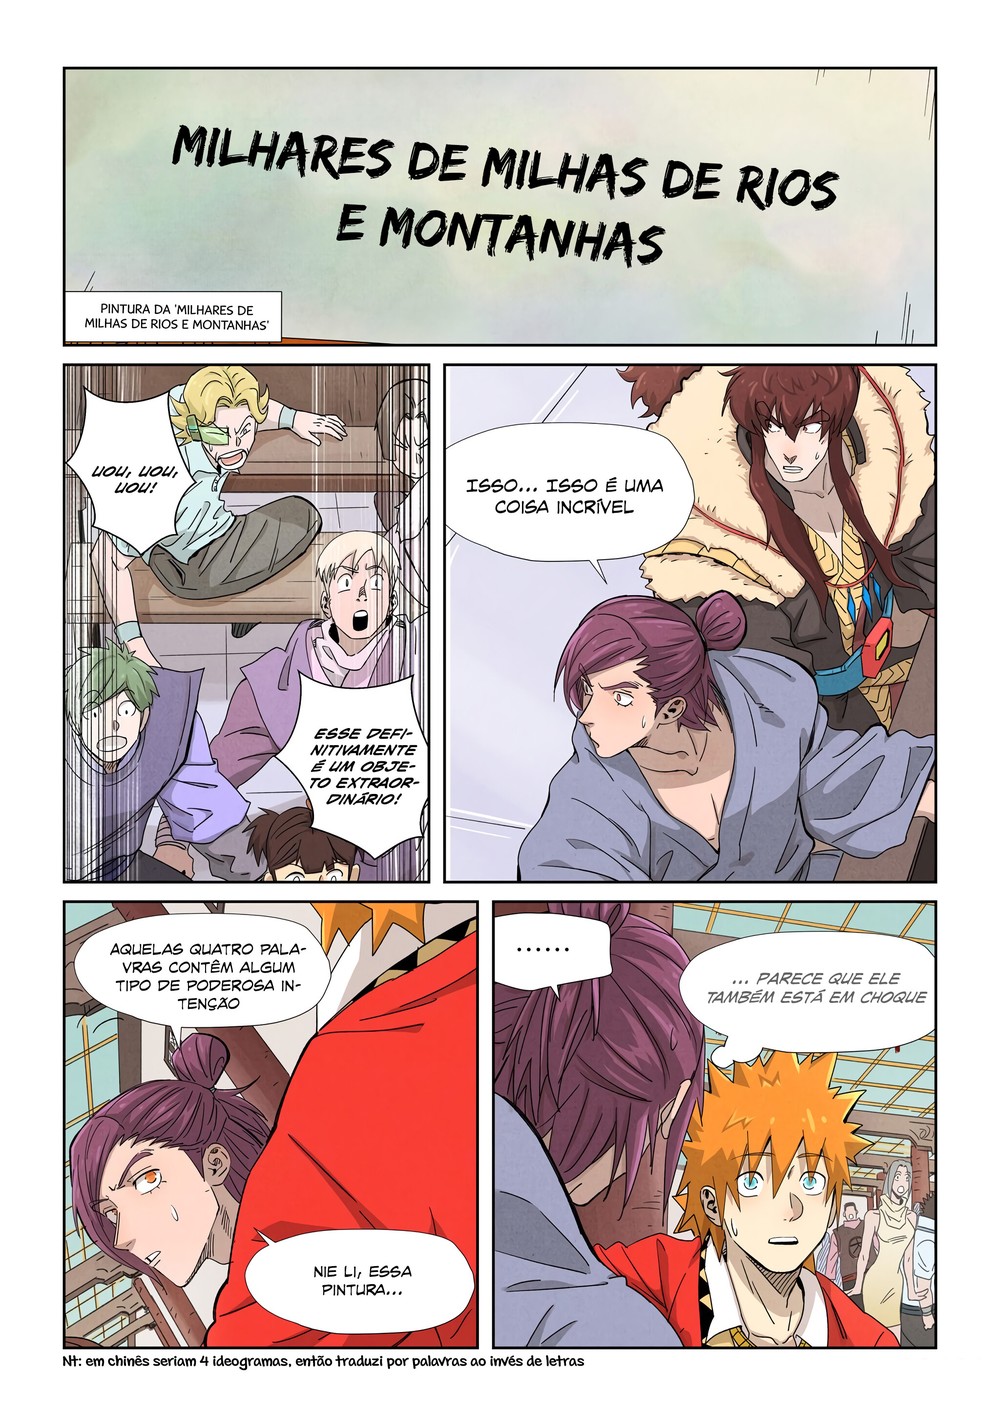 MILHARES DE MILHAS DE RIOS
E MONTANHAS
PINTURA DA 'MILHARES DE
MILHAS DE RIOS E MONTANHAS'
UOU, UOU,
UOU!
ESSE DEFI-
NITIVAMENTE
É UM OBJE-
TO EXTRAOR-
DINÁRIO!
ISSO... ISSO É UMA
COISA INCRÍVEL
AQUELAS QUATRO PALA-
VRAS CONTÊM ALGUM
TIPO DE PODEROSA IN-
TENÇÃO
NIE LI, ESSA
PINTURA...
......
... PARECE QUE ELE
TAMBÉM ESTÁ EM CHOQUE
Nt: em chinês seriam 4 ideogramas, então traduzi por palavras ao invés de letras